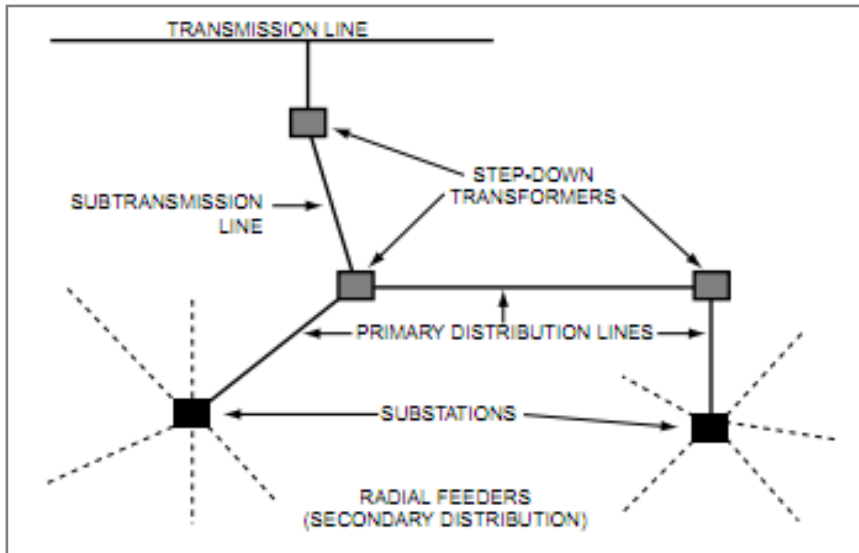 TRANSMISSION LINE
STEP-DOWN
TRANSFORMERS
SUBTRANSMISSION
LINE
PRIMARY DISTRIBUTION LINES
SUBSTATIONS
RADIAL FEEDERS
(SECONDARY DISTRIBUTION)